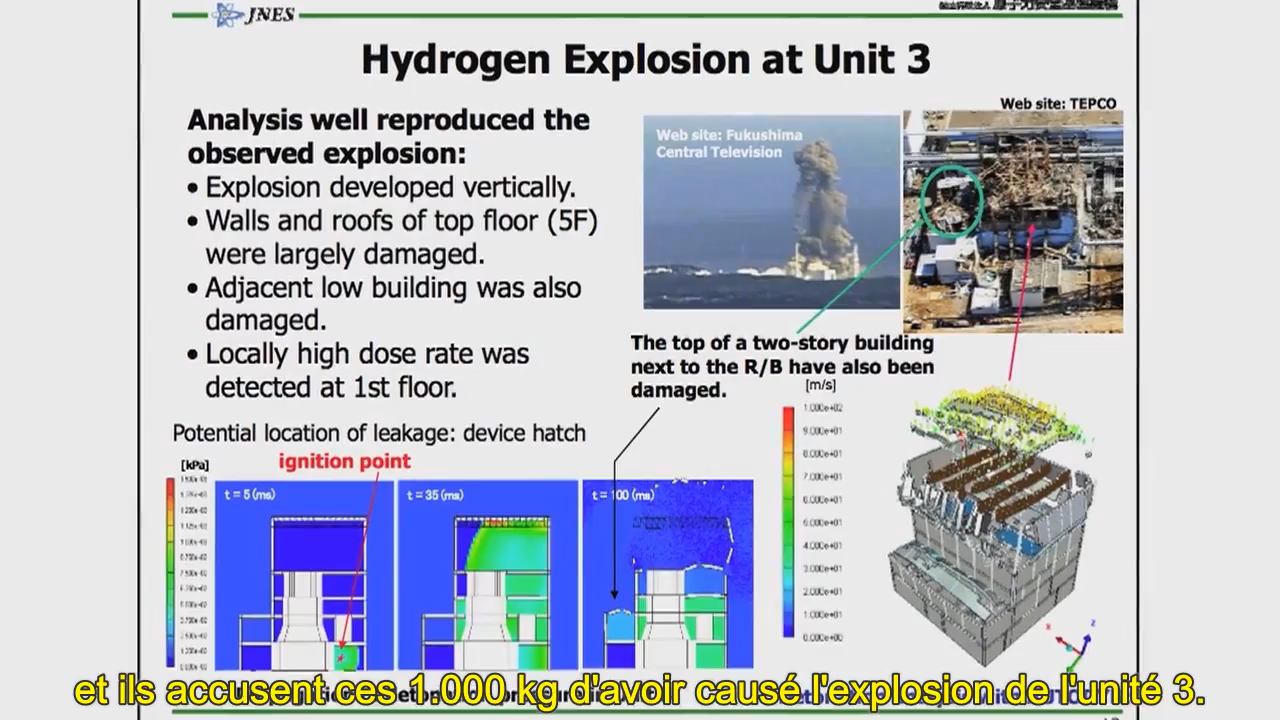 JNES
Hydrogen Explosion at Unit 3
Analysis well reproduced the
observed explosion:
• Explosion developed vertically.
• Walls and roofs of top floor (5F)
were largely damaged.
• Adjacent low building was also
damaged.
• Locally high dose rate was
detected at 1st floor.
Web site: TEPCO
Web site: Fukushima
Central Television
The top of a two-story building
next to the R/B have also been
damaged.
Potential location of leakage: device hatch
ignition point
[kPa]
t = 5 (ms)
t = 35 (ms)
t = 100 (ms)
[m/s]
1.000e+02
9.000e+01
8.000e+01
7.000e+01
6.000e+01
5.000e+01
4.000e+01
3.000e+01
2.000e+01
1.000e+01
0.000e+00
x
z
et ils accusent ces 1.000 kg d'avoir causé l'explosion de l'unité 3.